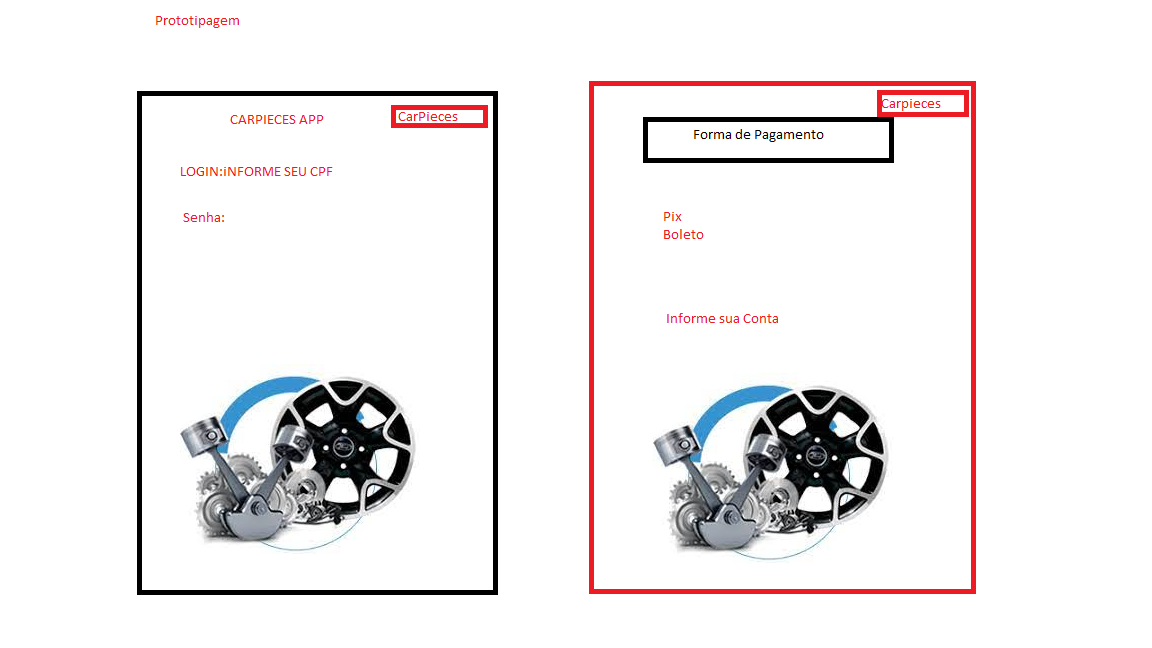 Prototipagem
CARPIECES APP
CarPieces
LOGIN:iNFORME SEU CPF
Senha:
Carpieces
Forma de Pagamento
Pix
Boleto
Informe sua Conta